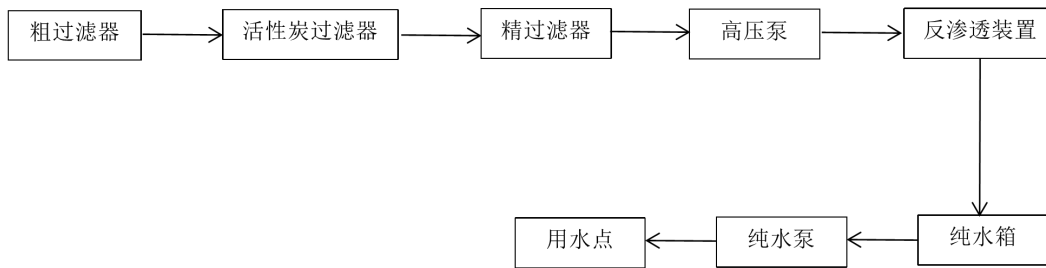 粗过滤器
活性炭过滤器
精过滤器
高压泵
反渗透装置
纯水箱
纯水泵
用水点